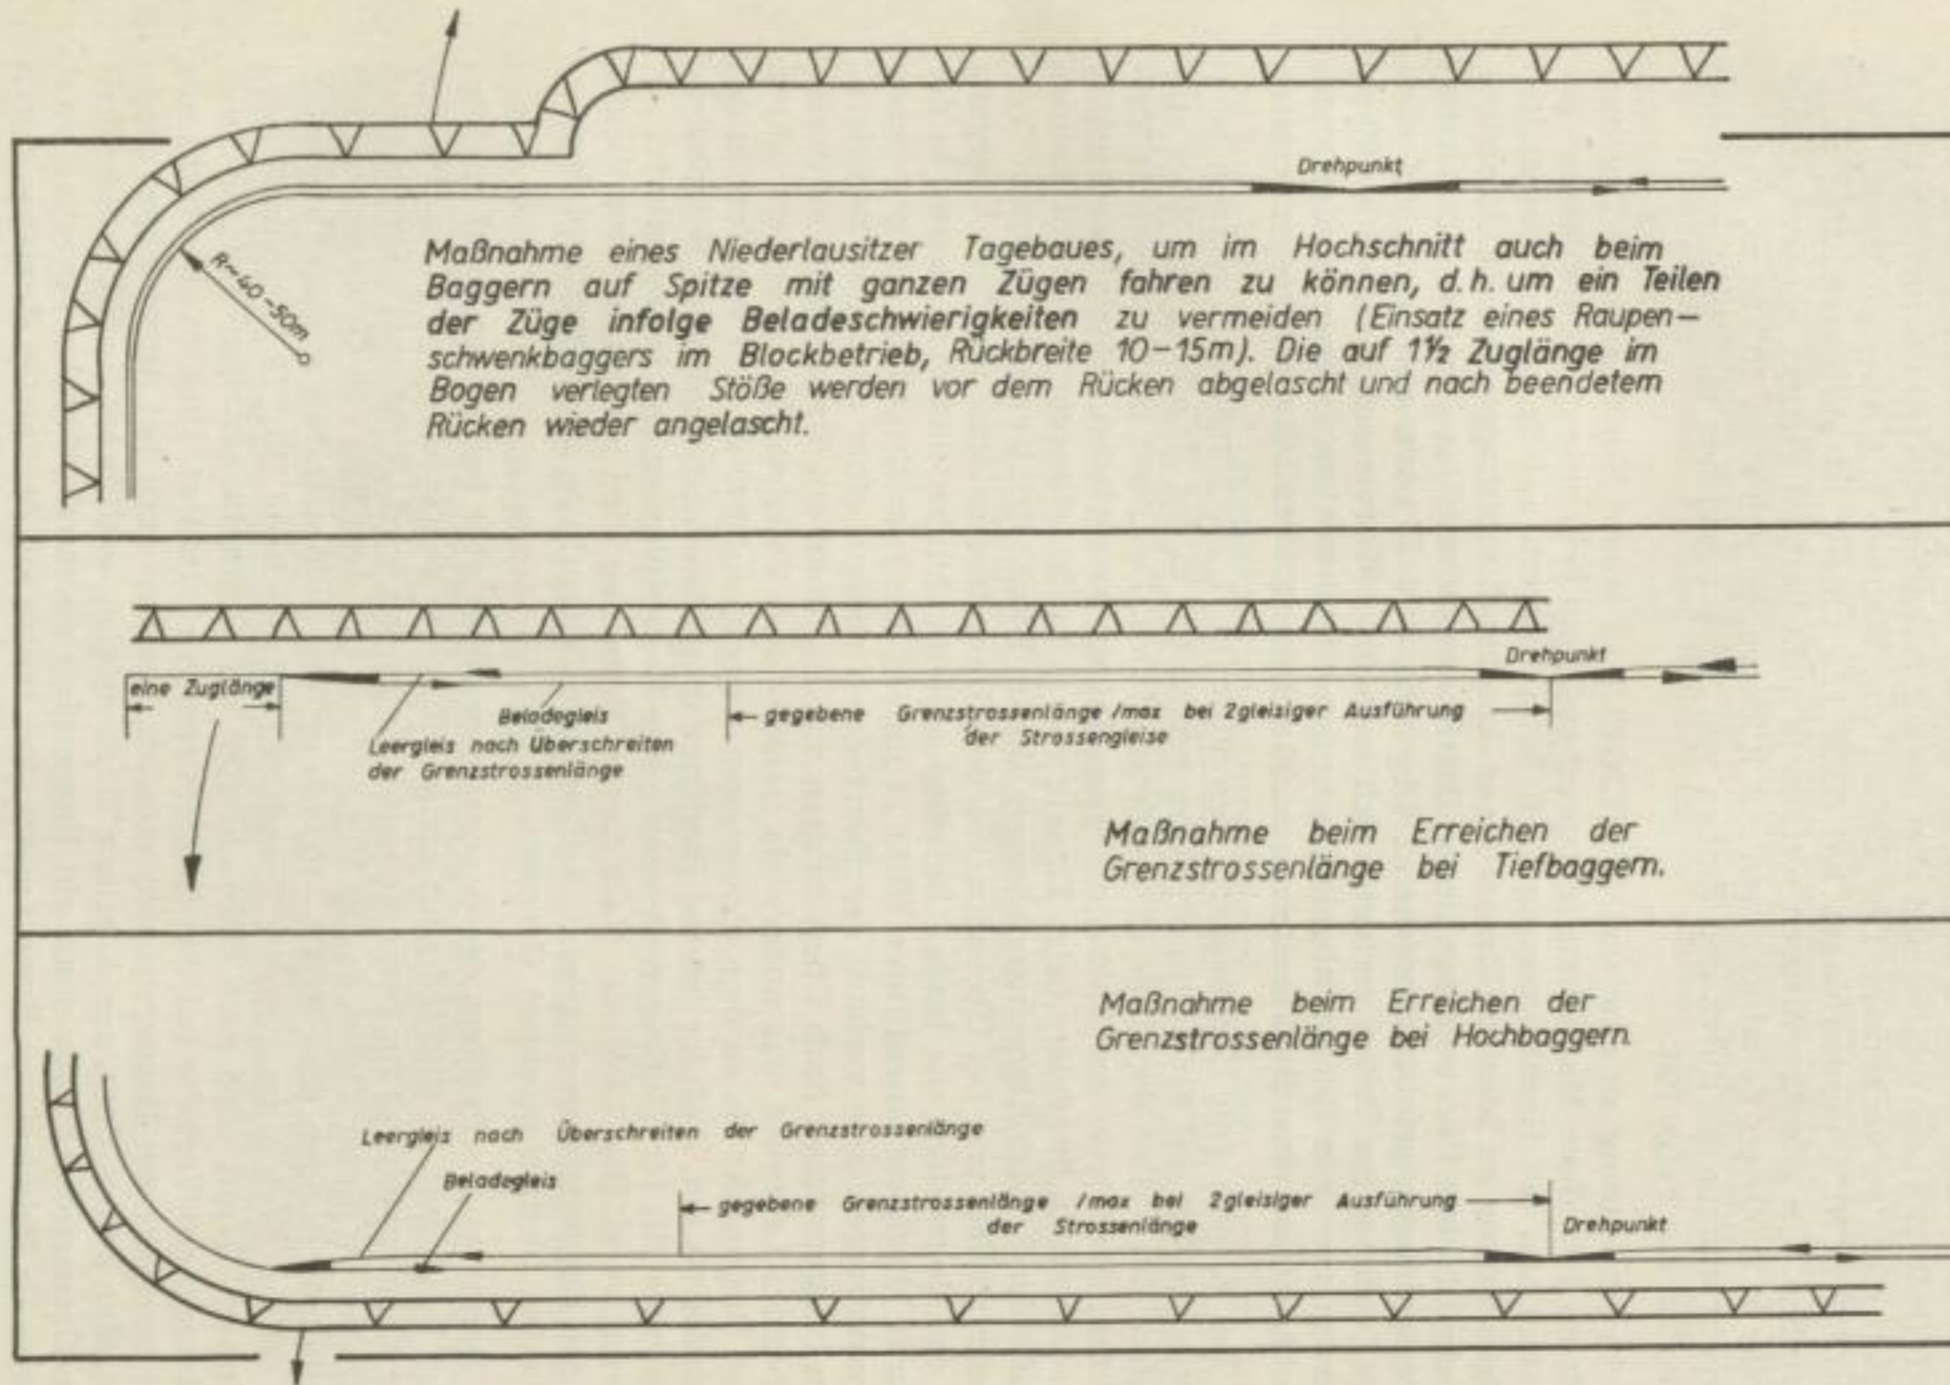 Drehpunkt
R=40-50m
Maßnahme eines Niederlausitzer Tagebaues, um im Hochschnitt auch beim
Baggern auf Spitze mit ganzen Zügen fahren zu können, d.h. um ein Teilen
der Züge infolge Beladeschwierigkeiten zu vermeiden (Einsatz eines Raupen-
schwenkbaggers im Blockbetrieb, Rückbreite 10-15m). Die auf 1½ Zuglänge im
Bogen verlegten Stöße werden vor dem Rücken abgelascht und nach beendetem
Rücken wieder angelascht.
Drehpunkt
eine Zuglänge
Beladegleis
Leergleis nach Überschreiten
der Grenzstrossenlänge
gegebene Grenzstrossenlänge /max bei 2gleisiger Ausführung
der Strossengleise
Maßnahme beim Erreichen der
Grenzstrossenlänge bei Tiefbaggern.
Maßnahme beim Erreichen der
Grenzstrossenlänge bei Hochbaggern.
Leergleis nach Überschreiten der Grenzstrossenlänge
Beladegleis
gegebene Grenzstrossenlänge /max bei 2gleisiger Ausführung
der Strossenlänge
Drehpunkt